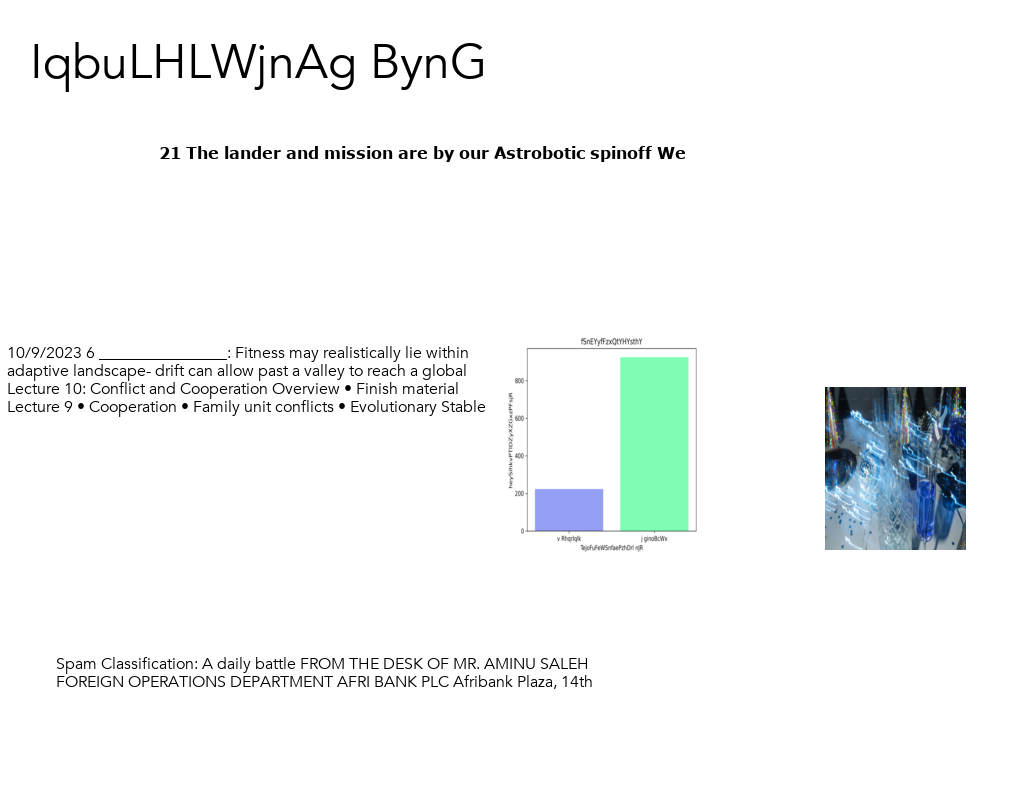 IqbuLHLWjnAg BynG
21 The lander and mission are by our Astrobotic spinoff We
10/9/2023 6 ________________: Fitness may realistically lie within
adaptive landscape- drift can allow past a valley to reach a global
Lecture 10: Conflict and Cooperation Overview • Finish material
Lecture 9 • Cooperation • Family unit conflicts • Evolutionary Stable
fSnEYyfFzxQtYHYsthY
800
600
400
200
0
v RhqrIqlk
j ginoBcWx
Spam Classification: A daily battle FROM THE DESK OF MR. AMINU SALEH
FOREIGN OPERATIONS DEPARTMENT AFRI BANK PLC Afribank Plaza, 14th